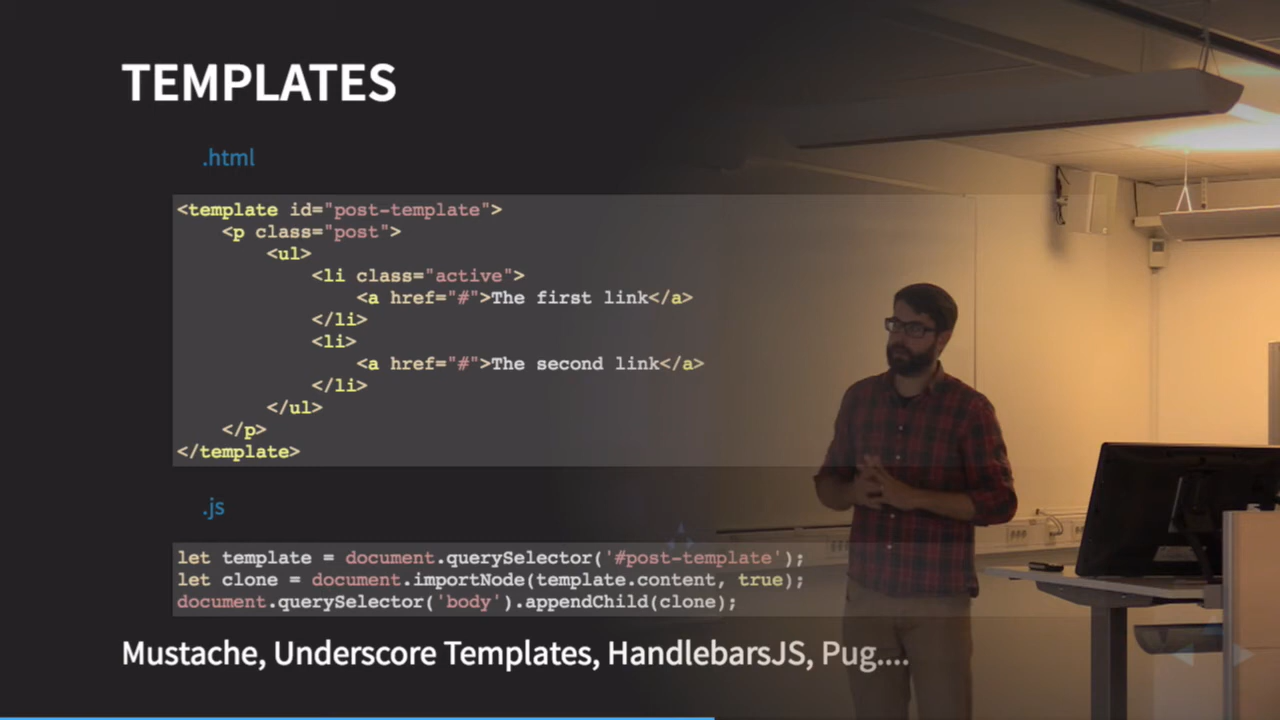 TEMPLATES
.html
<template id="post-template">
    <p class="post">
        <ul>
            <li class="active">
                <a href="#">The first link</a>
            </li>
            <li>
                <a href="#">The second link</a>
            </li>
        </ul>
    </p>
</template>
.js
let template = document.querySelector('#post-template');
let clone = document.importNode(template.content, true);
document.querySelector('body').appendChild(clone);
Mustache, Underscore Templates, HandlebarsJS, Pug....